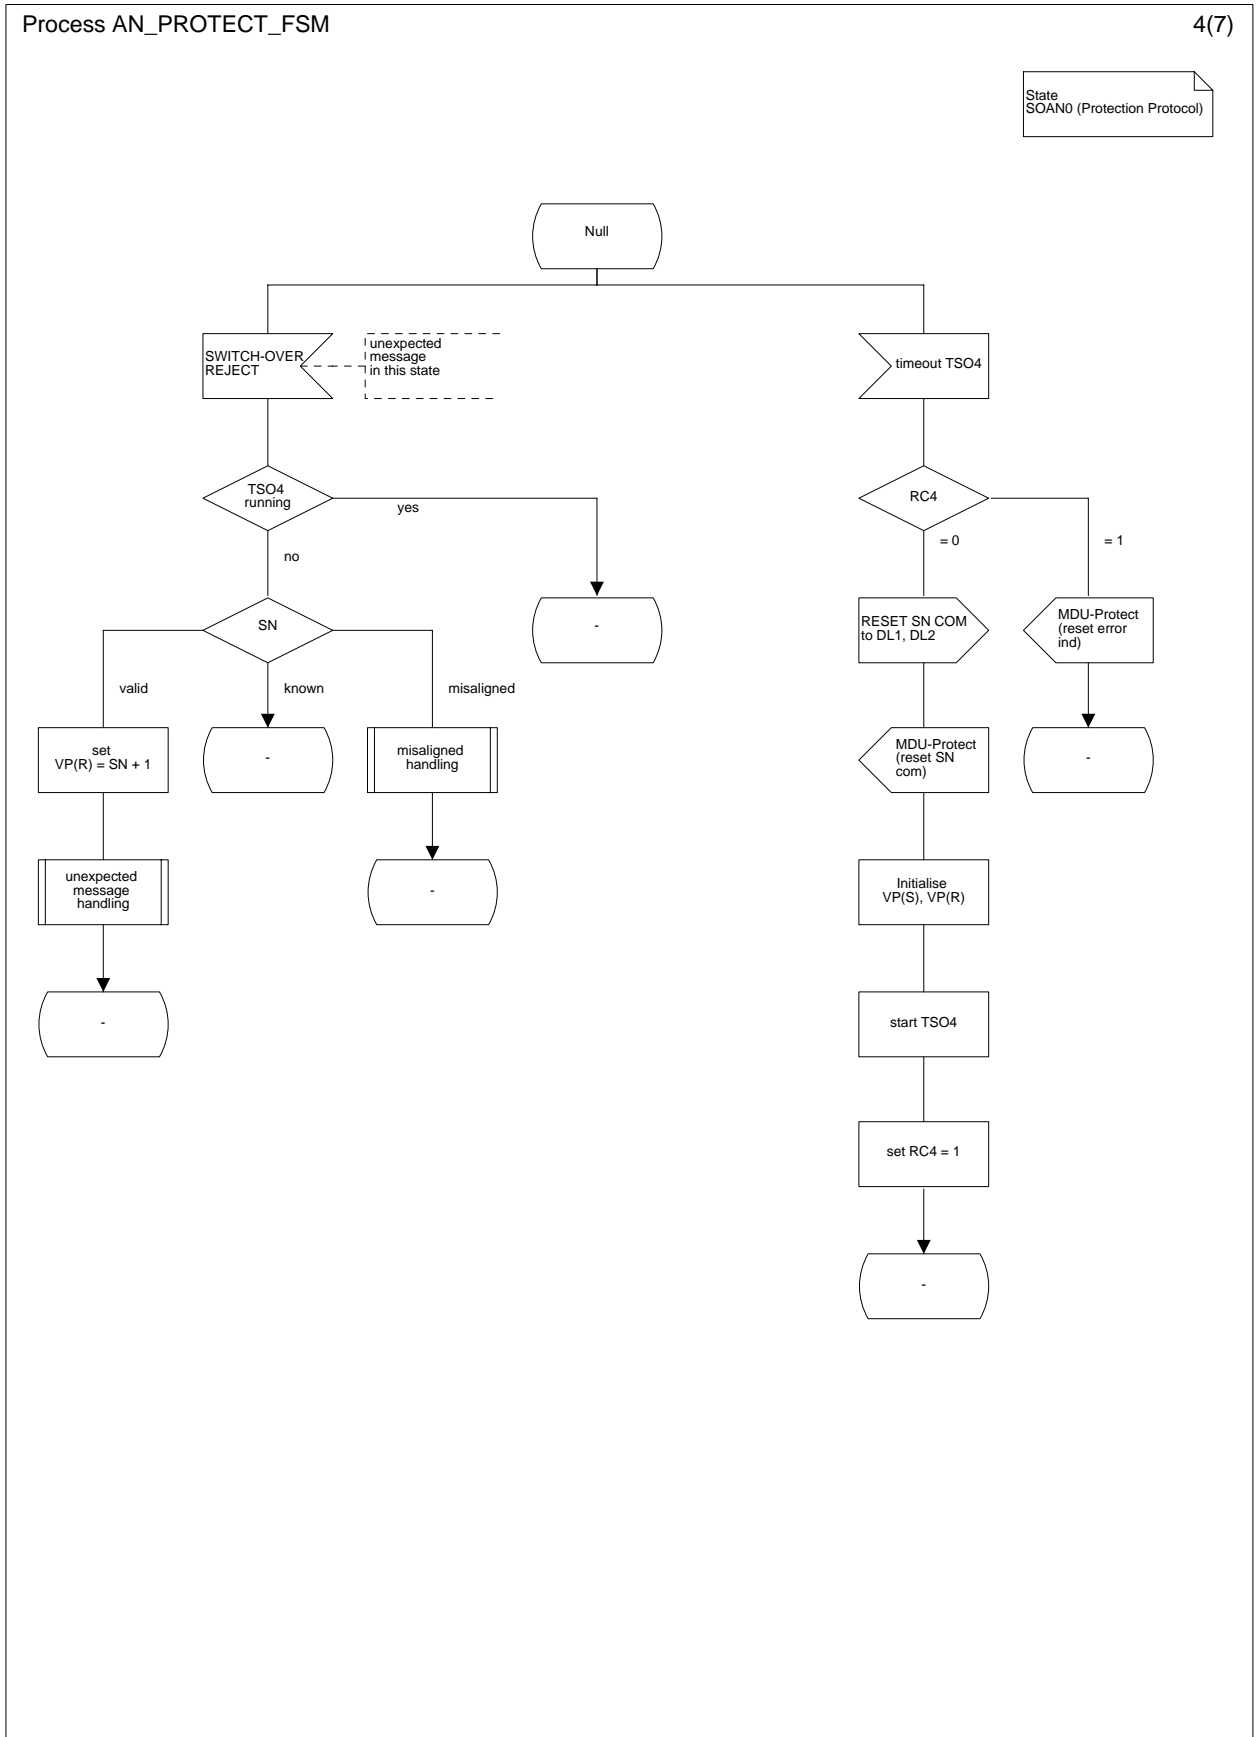 Process AN_PROTECT_FSM
4(7)
State
SOAN0 (Protection Protocol)
Null
SWITCH-OVER
REJECT
unexpected
message
in this state
timeout TSO4
TSO4
running
yes
no
RC4
= 0
= 1
SN
-
RESET SN COM
to DL1, DL2
MDU-Protect
(reset error
ind)
valid
known
misaligned
set
VP(R) = SN + 1
-
misaligned
handling
MDU-Protect
(reset SN
com)
-
unexpected
message
handling
-
Initialise
VP(S), VP(R)
-
start TSO4
set RC4 = 1
-